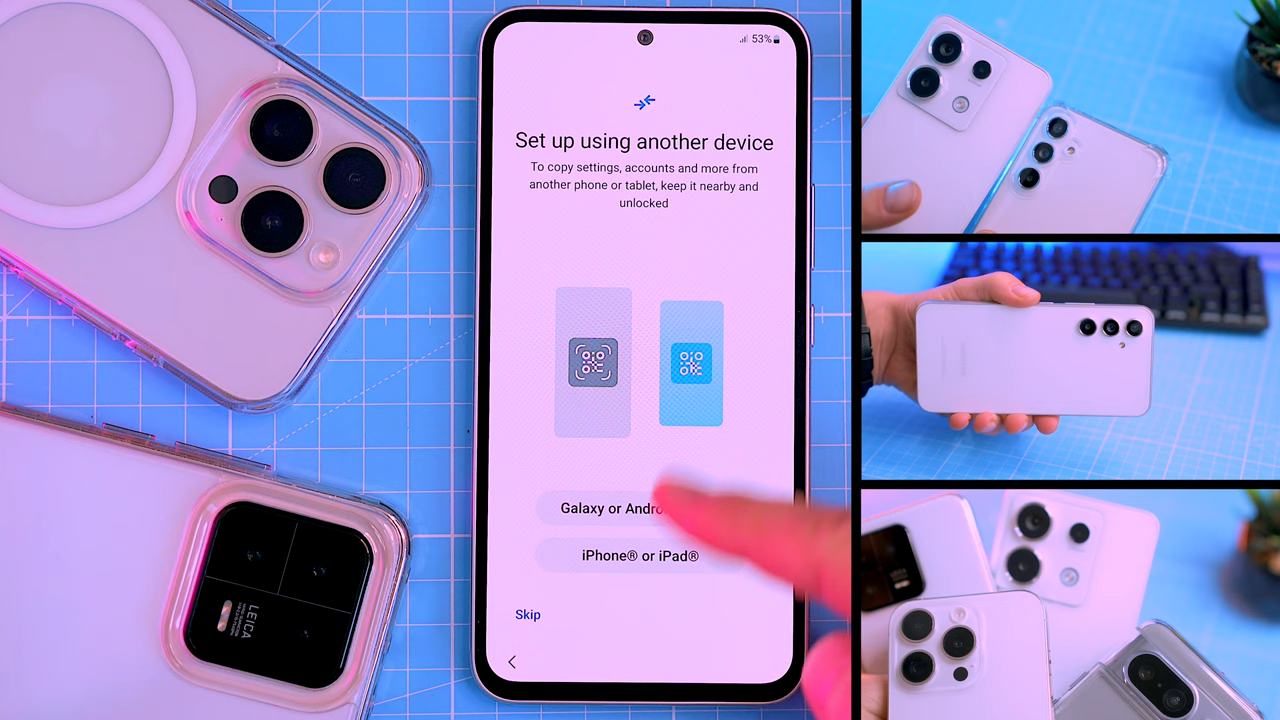 53%
Set up using another device
To copy settings, accounts and more from
another phone or tablet, keep it nearby and
unlocked
Galaxy or Andro
iPhone® or iPad®
Skip
LEICA